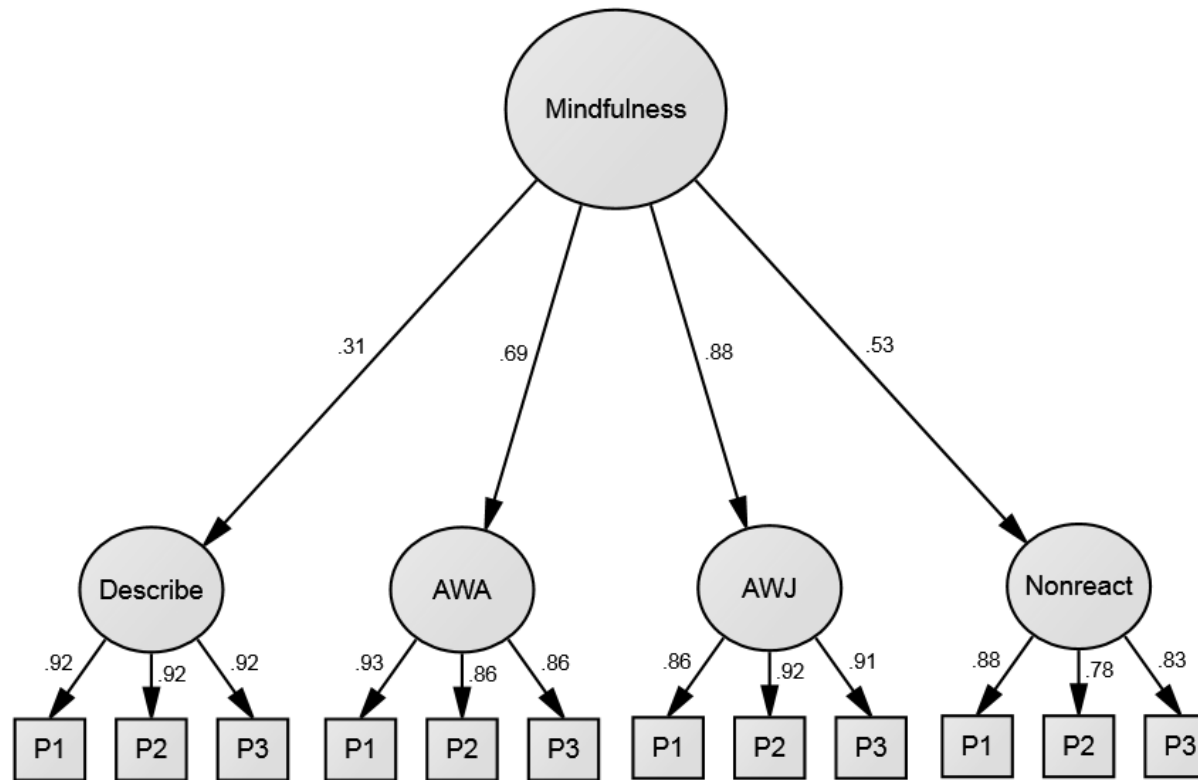 Mindfulness
.31
.69
.88
.53
Describe
AWA
AWJ
Nonreact
.92
.92
.92
.93
.86
.86
.86
.92
.91
.88
.78
.83
P1
P2
P3
P1
P2
P3
P1
P2
P3
P1
P2
P3